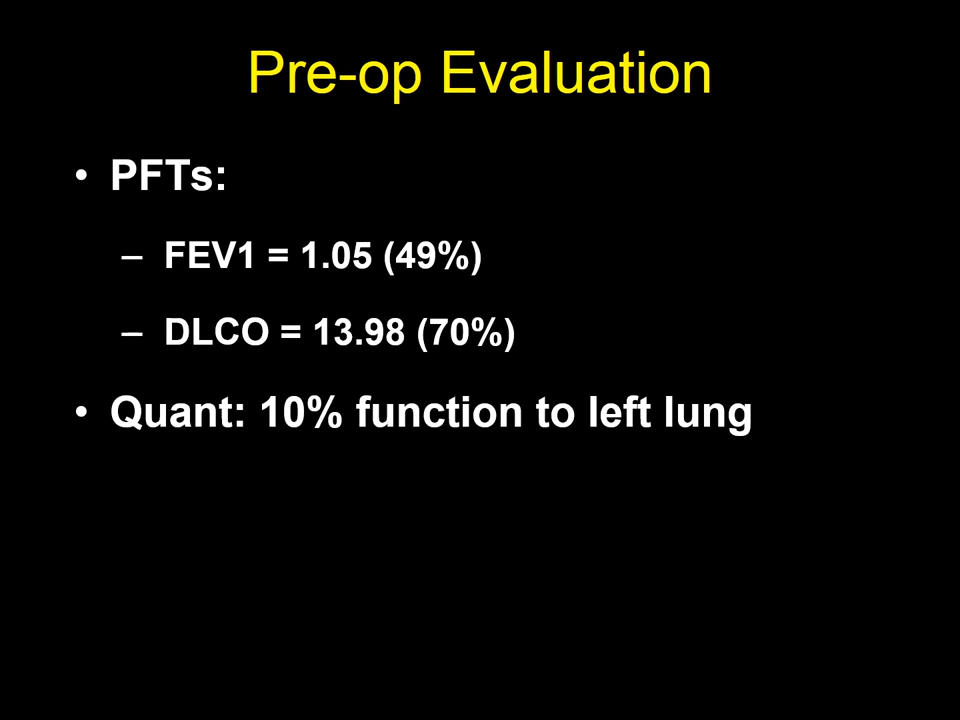 Pre-op Evaluation
• PFTs:
– FEV1 = 1.05 (49%)
– DLCO = 13.98 (70%)
• Quant: 10% function to left lung